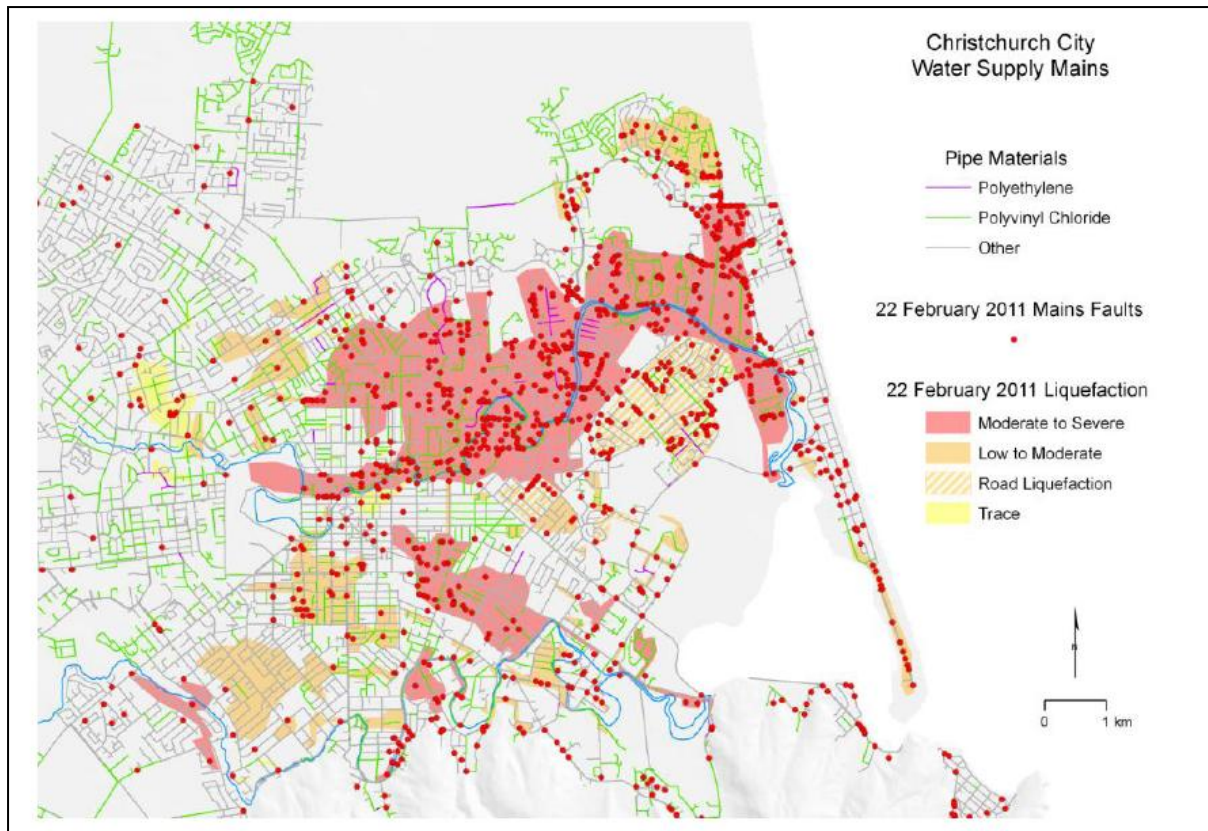 Christchurch City
Water Supply Mains
Pipe Materials
Polyethylene
Polyvinyl Chloride
Other
22 February 2011 Mains Faults
22 February 2011 Liquefaction
Moderate to Severe
Low to Moderate
Road Liquefaction
Trace
n
0 1 km